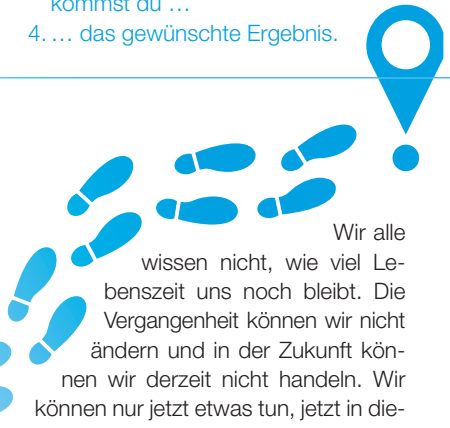 kommst du …
4. … das gewünschte Ergebnis.
Wir alle
wissen nicht, wie viel Le-
benszeit uns noch bleibt. Die
Vergangenheit können wir nicht
ändern und in der Zukunft kön-
nen wir derzeit nicht handeln. Wir
können nur jetzt etwas tun, jetzt in die-